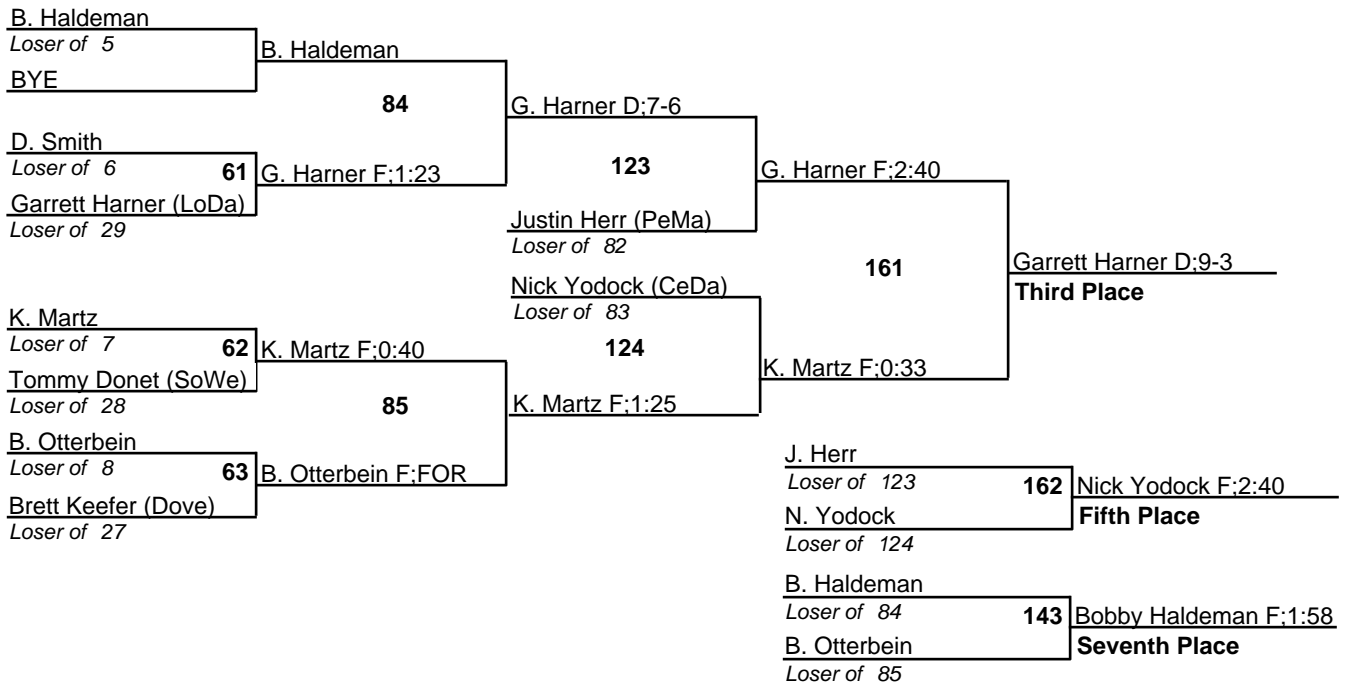 B. Haldeman
Loser of 5
BYE
B. Haldeman
84
D. Smith
Loser of 6
61
Garrett Harner (LoDa)
Loser of 29
G. Harner F;1:23
G. Harner D;7-6
123
Justin Herr (PeMa)
Loser of 82
G. Harner F;2:40
161
Garrett Harner D;9-3
Third Place
Nick Yodock (CeDa)
Loser of 83
124
K. Martz F;0:33
K. Martz
Loser of 7
62
Tommy Donet (SoWe)
Loser of 28
K. Martz F;0:40
85
K. Martz F;1:25
B. Otterbein
Loser of 8
63
Brett Keefer (Dove)
Loser of 27
B. Otterbein F;FOR
J. Herr
Loser of 123
162
N. Yodock
Loser of 124
Nick Yodock F;2:40
Fifth Place
B. Haldeman
Loser of 84
143
B. Otterbein
Loser of 85
Bobby Haldeman F;1:58
Seventh Place